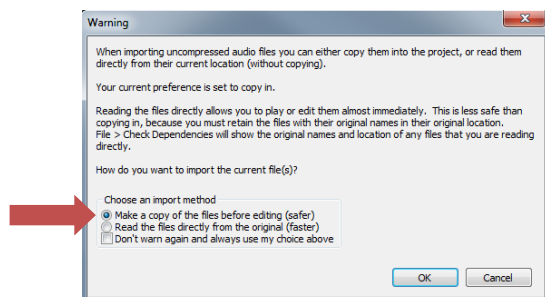 Warning
When importing uncompressed audio files you can either copy them into the project, or read them
directly from their current location (without copying).
Your current preference is set to copy in.
Reading the files directly allows you to play or edit them almost immediately. This is less safe than
copying in, because you must retain the files with their original names in their original location.
File > Check Dependencies will show the original names and location of any files that you are reading
directly.
How do you want to import the current file(s)?
Choose an import method
Make a copy of the files before editing (safer)
Read the files directly from the original (faster)
Don't warn again and always use my choice above
OK Cancel